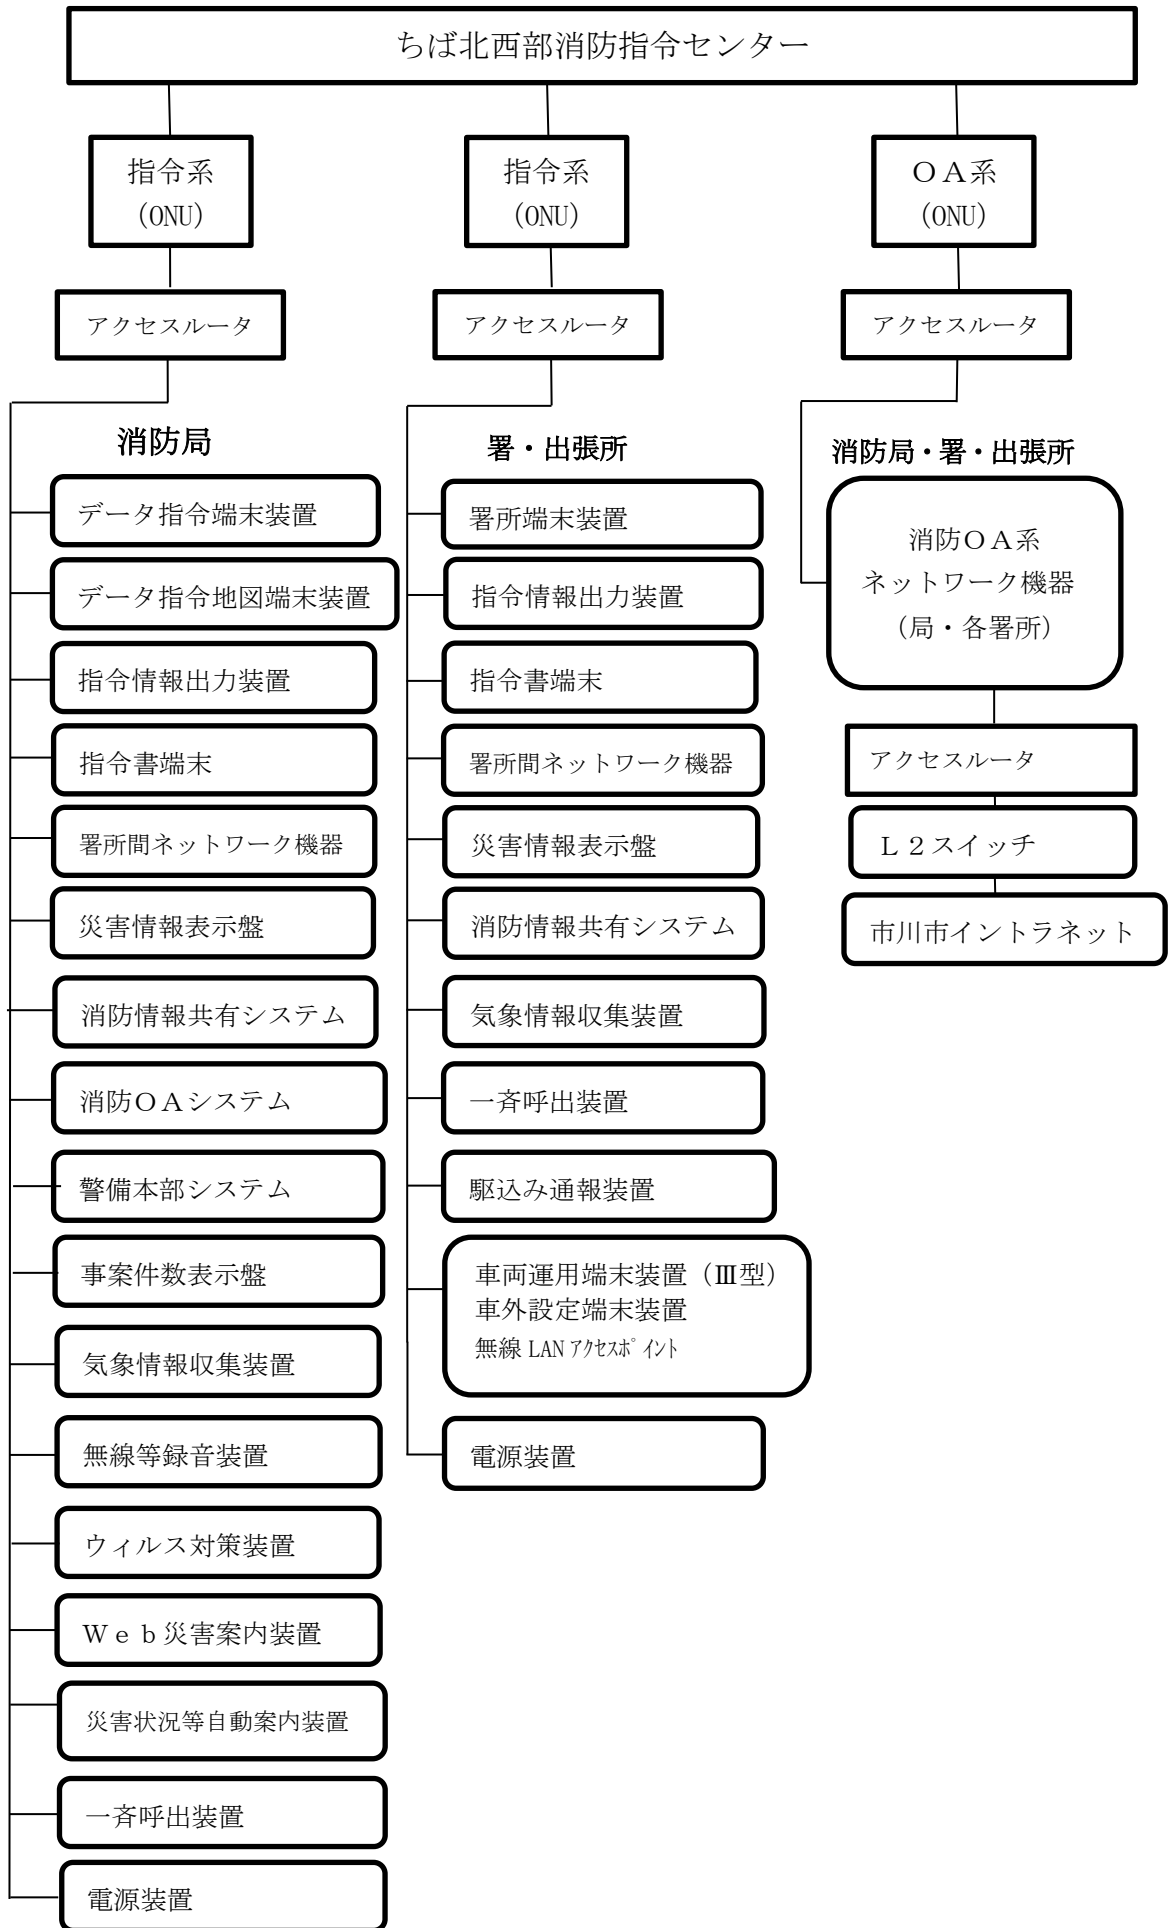 ちば北西部消防指令センター
指令系
(ONU)
アクセスルータ
消防局
データ指令端末装置
データ指令地図端末装置
指令情報出力装置
指令書端末
署所間ネットワーク機器
災害情報表示盤
消防情報共有システム
消防ＯＡシステム
警備本部システム
事案件数表示盤
気象情報収集装置
無線等録音装置
ウィルス対策装置
Ｗｅｂ災害案内装置
災害状況等自動案内装置
一斉呼出装置
電源装置
指令系
(ONU)
アクセスルータ
署・出張所
署所端末装置
指令情報出力装置
指令書端末
署所間ネットワーク機器
災害情報表示盤
消防情報共有システム
気象情報収集装置
一斉呼出装置
駆込み通報装置
車両運用端末装置（Ⅲ型）
車外設定端末装置
無線 LAN ｱｸｾｽﾎﾟｲﾝﾄ
電源装置
ＯＡ系
(ONU)
アクセスルータ
消防局・署・出張所
消防ＯＡ系
ネットワーク機器
（局・各署所）
アクセスルータ
Ｌ２スイッチ
市川市イントラネット